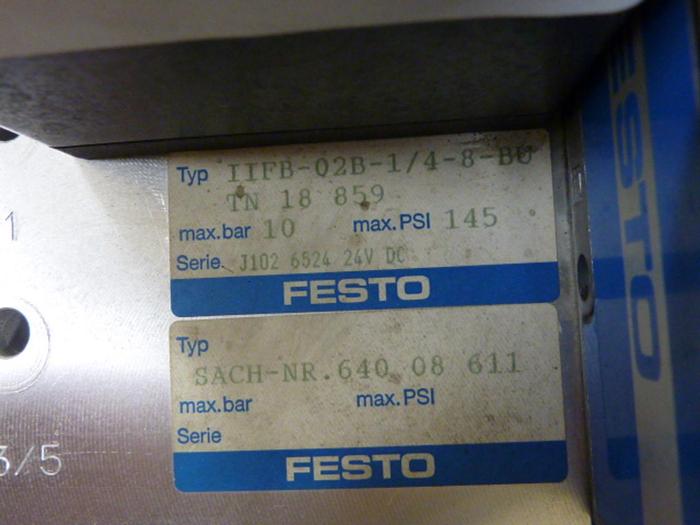 Typ IIFB-02B-1/4-8-BU
TN 18 859
max.bar 10 max.PSI 145
Serie. J102 6524 24V DC
FESTO
Typ
SACH-NR.640 08 611
max.bar max.PSI
Serie
FESTO
1
3/5
ESTO